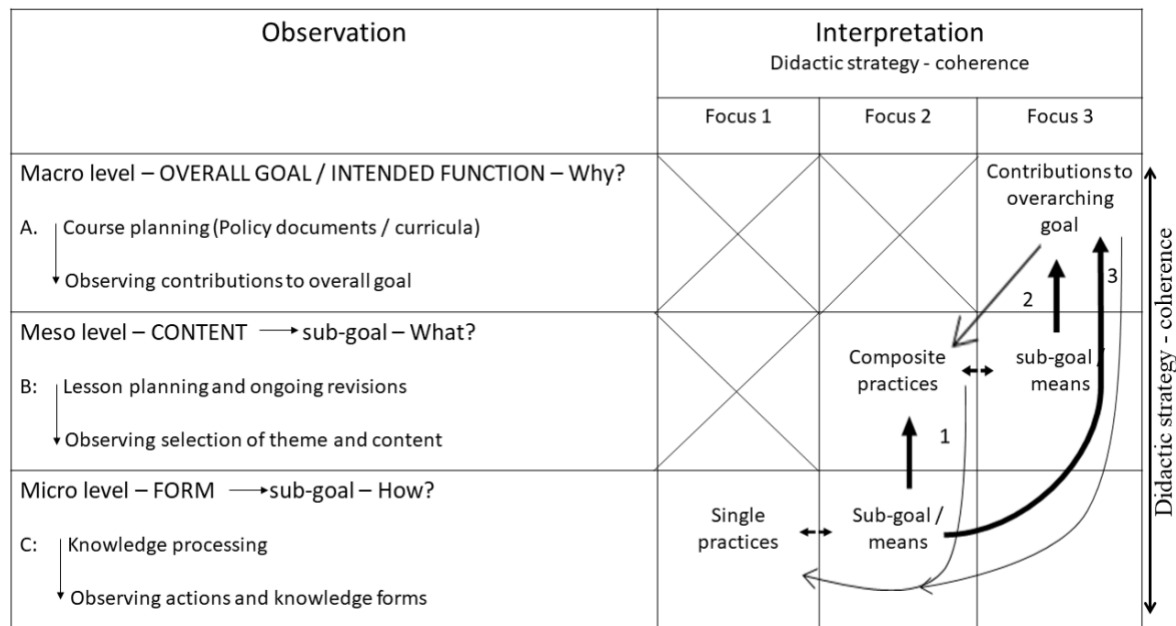 Observation
Interpretation
Didactic strategy - coherence
Focus 1
Focus 2
Focus 3
Macro level – OVERALL GOAL / INTENDED FUNCTION – Why?
A. Course planning (Policy documents / curricula)
Observing contributions to overall goal
Contributions to
overarching
goal
2
3
Meso level – CONTENT → sub-goal – What?
B: Lesson planning and ongoing revisions
Observing selection of theme and content
Composite
practices
sub-goal /
means
1
Micro level – FORM → sub-goal – How?
C: Knowledge processing
Observing actions and knowledge forms
Single
practices
Sub-goal /
means
Didactic strategy - coherence